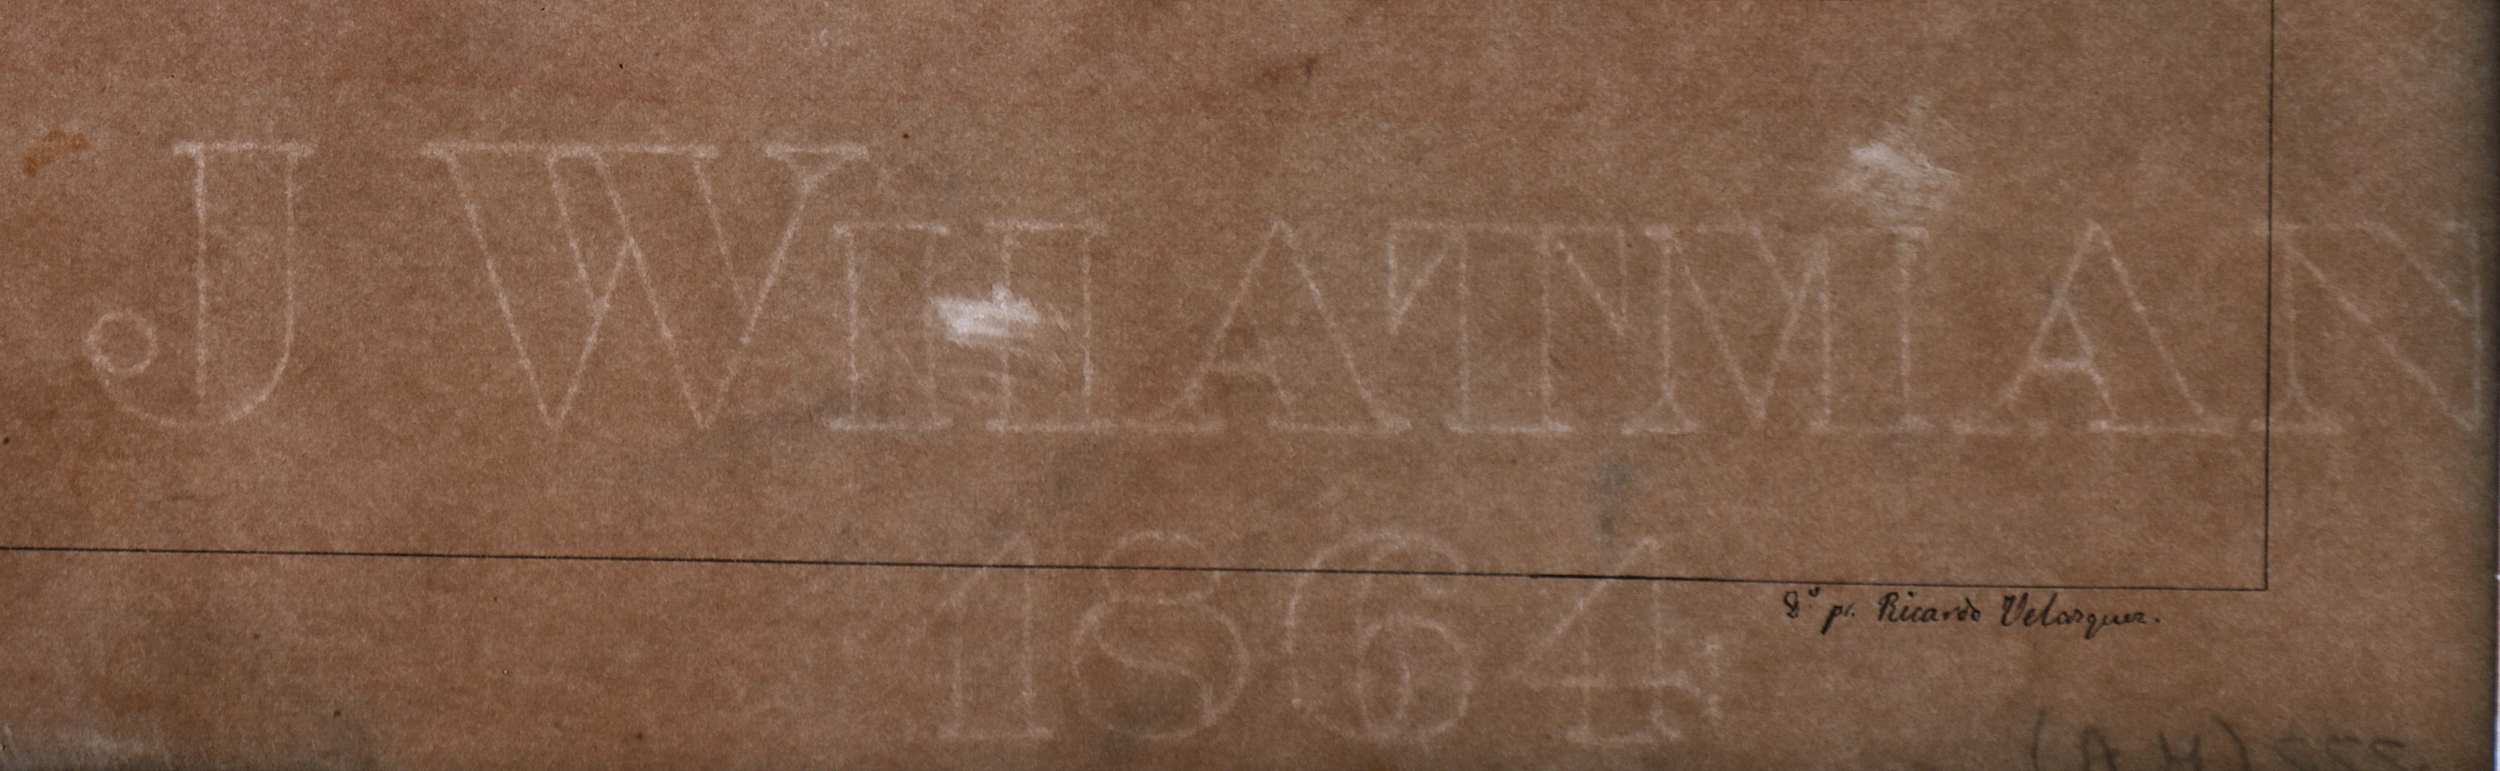 J WHATMAN
1864
Dº pr. Ricardo Velazquez.